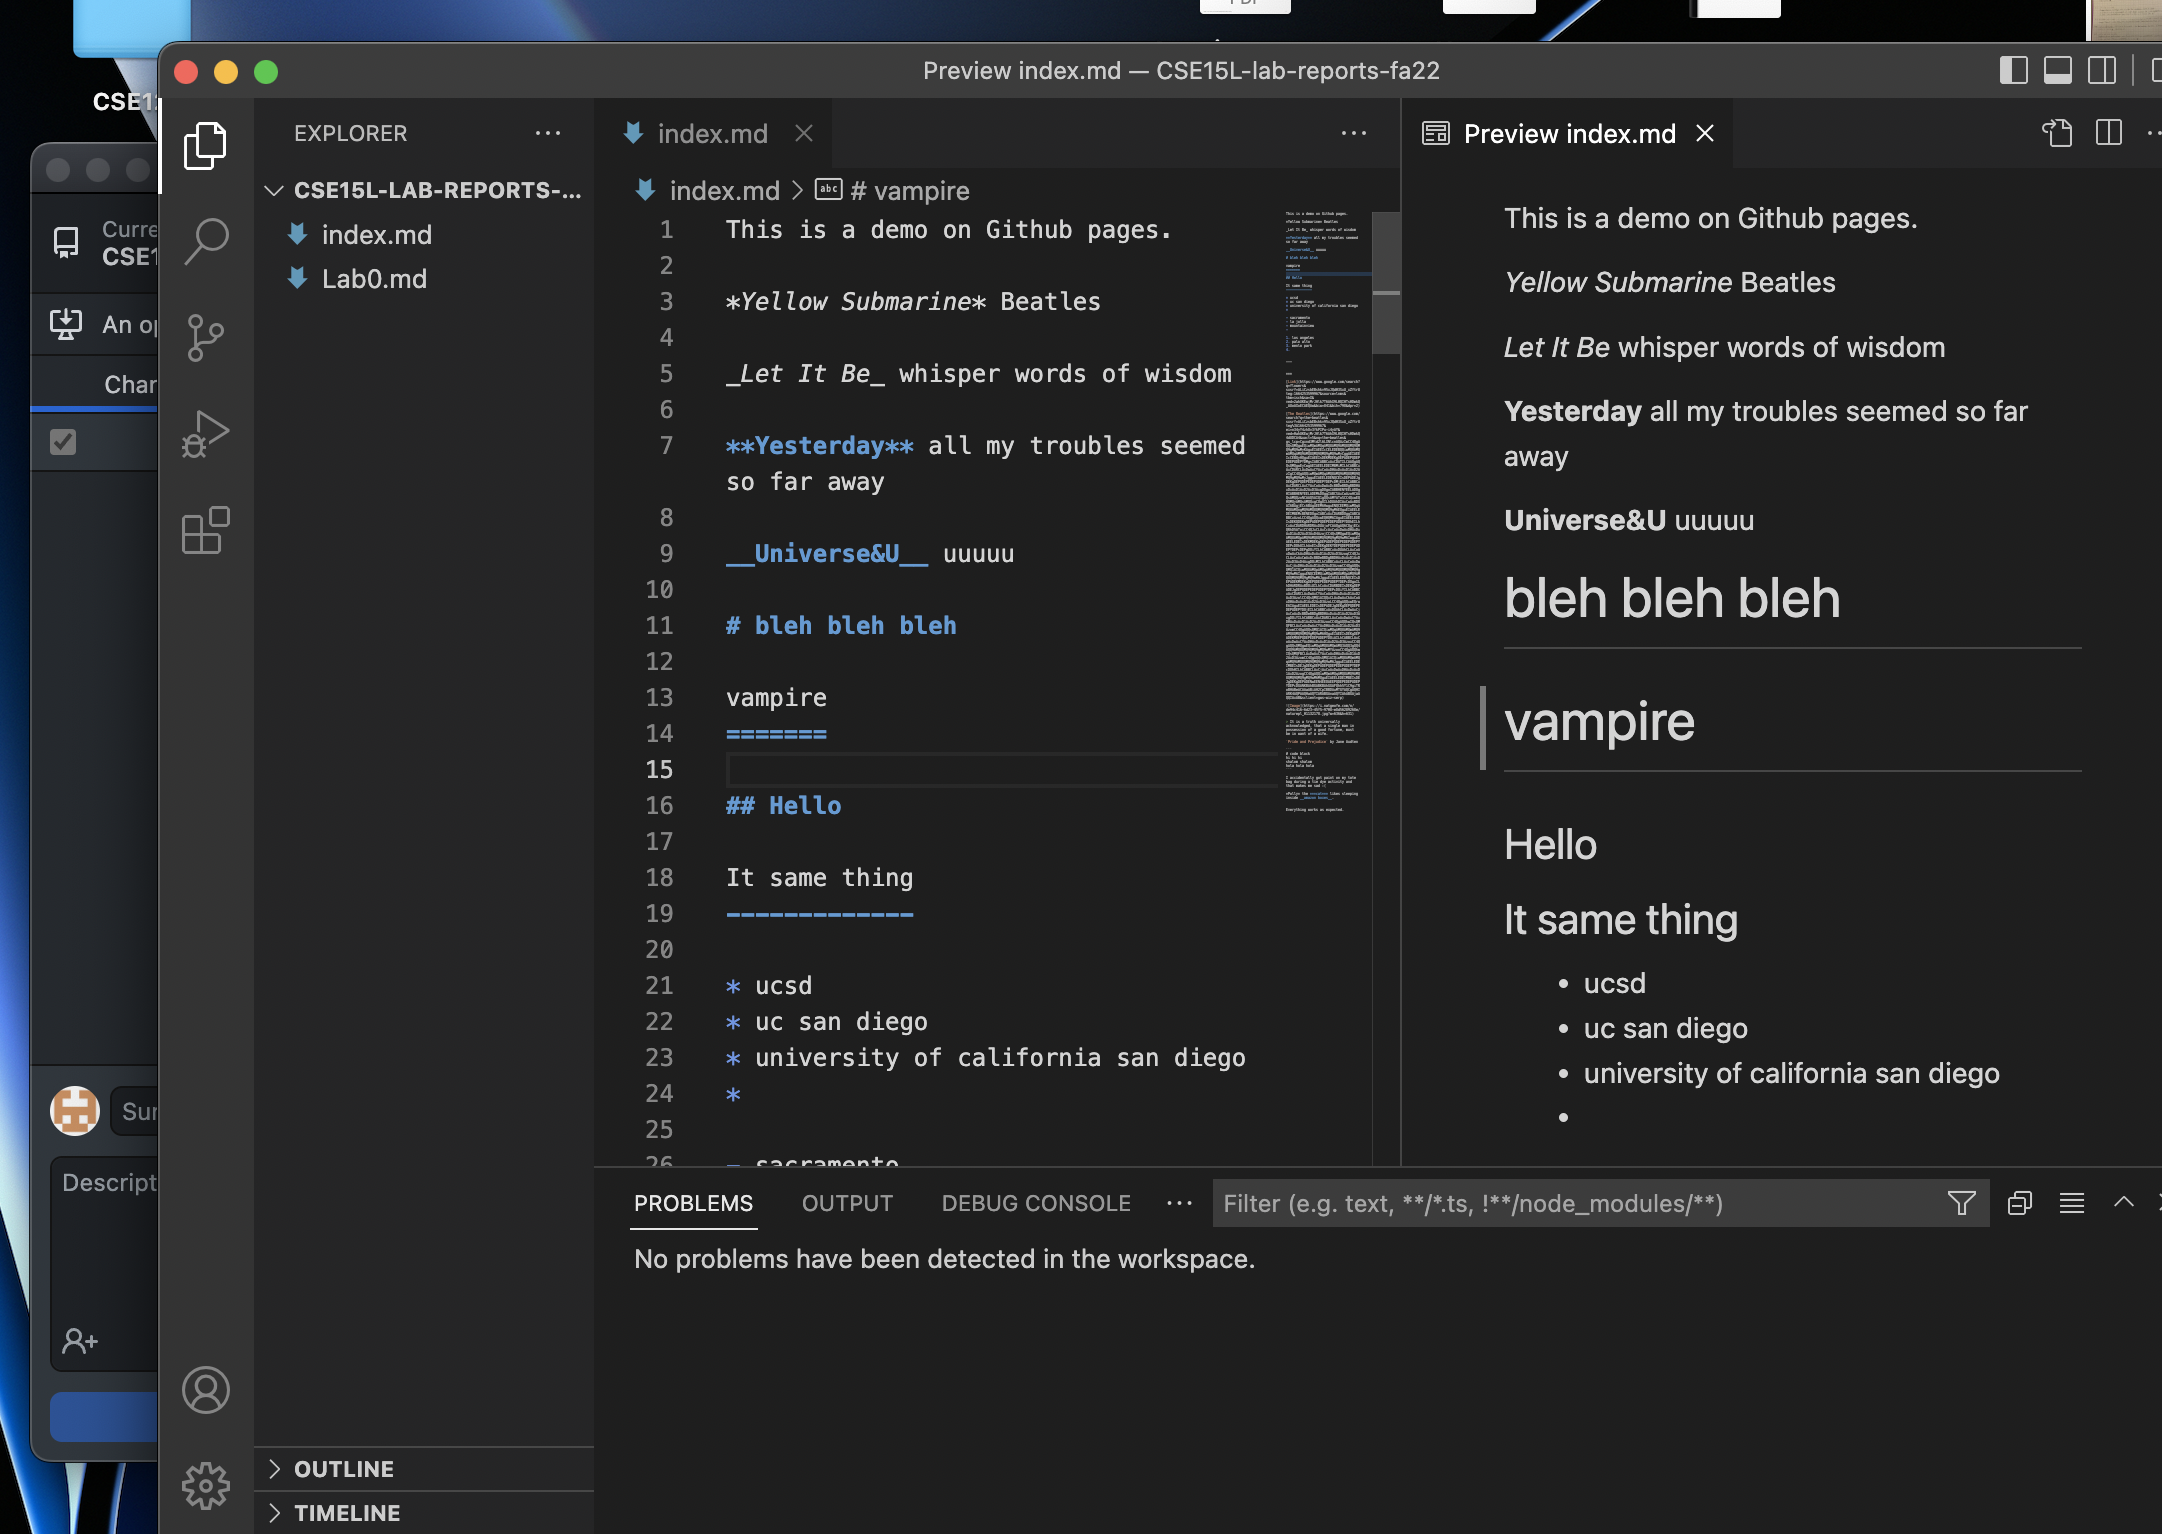 PDF
CSE1
Preview index.md — CSE15L-lab-reports-fa22
Curre
CSE1
An op
Char
Descript
EXPLORER
CSE15L-LAB-REPORTS-...
index.md
Lab0.md
OUTLINE
TIMELINE
index.md
index.md > # vampire
1 This is a demo on Github pages.
2
3 *Yellow Submarine* Beatles
4
5 _Let It Be_ whisper words of wisdom
6
7 **Yesterday** all my troubles seemed
so far away
8
9 __Universe&U__ uuuuu
10
11 # bleh bleh bleh
12
13 vampire
14 =======
15
16 ## Hello
17
18 It same thing
19 -------------
20
21 * ucsd
22 * uc san diego
23 * university of california san diego
24 *
25
26 - sacramento
Preview index.md
This is a demo on Github pages.
Yellow Submarine Beatles
Let It Be whisper words of wisdom
Yesterday all my troubles seemed so far
away
Universe&U uuuuu
bleh bleh bleh
vampire
Hello
It same thing
• ucsd
• uc san diego
• university of california san diego
•
PROBLEMS OUTPUT DEBUG CONSOLE ... Filter (e.g. text, **/*.ts, !**/node_modules/**)
No problems have been detected in the workspace.